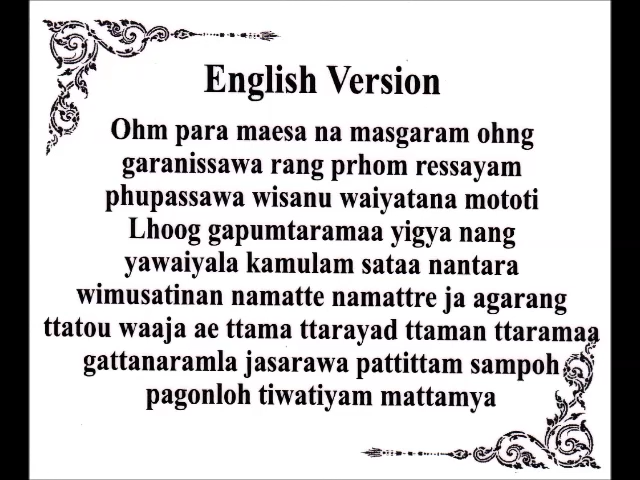 English Version
Ohm para maesa na masgaram ohng
garanissawa rang prhom ressayam
phupassawa wisanu waiyatana mototi
Lhoog gapumtaramaa yigya nang
yawaiyala kamulam sataa nantara
wimusatinan namatte namattre ja agarang
ttatou waaja ae ttama ttarayad ttaman ttaramaa
gattanaramla jasarawa pattittam sampoh
pagonloh tiwatiyam mattamya